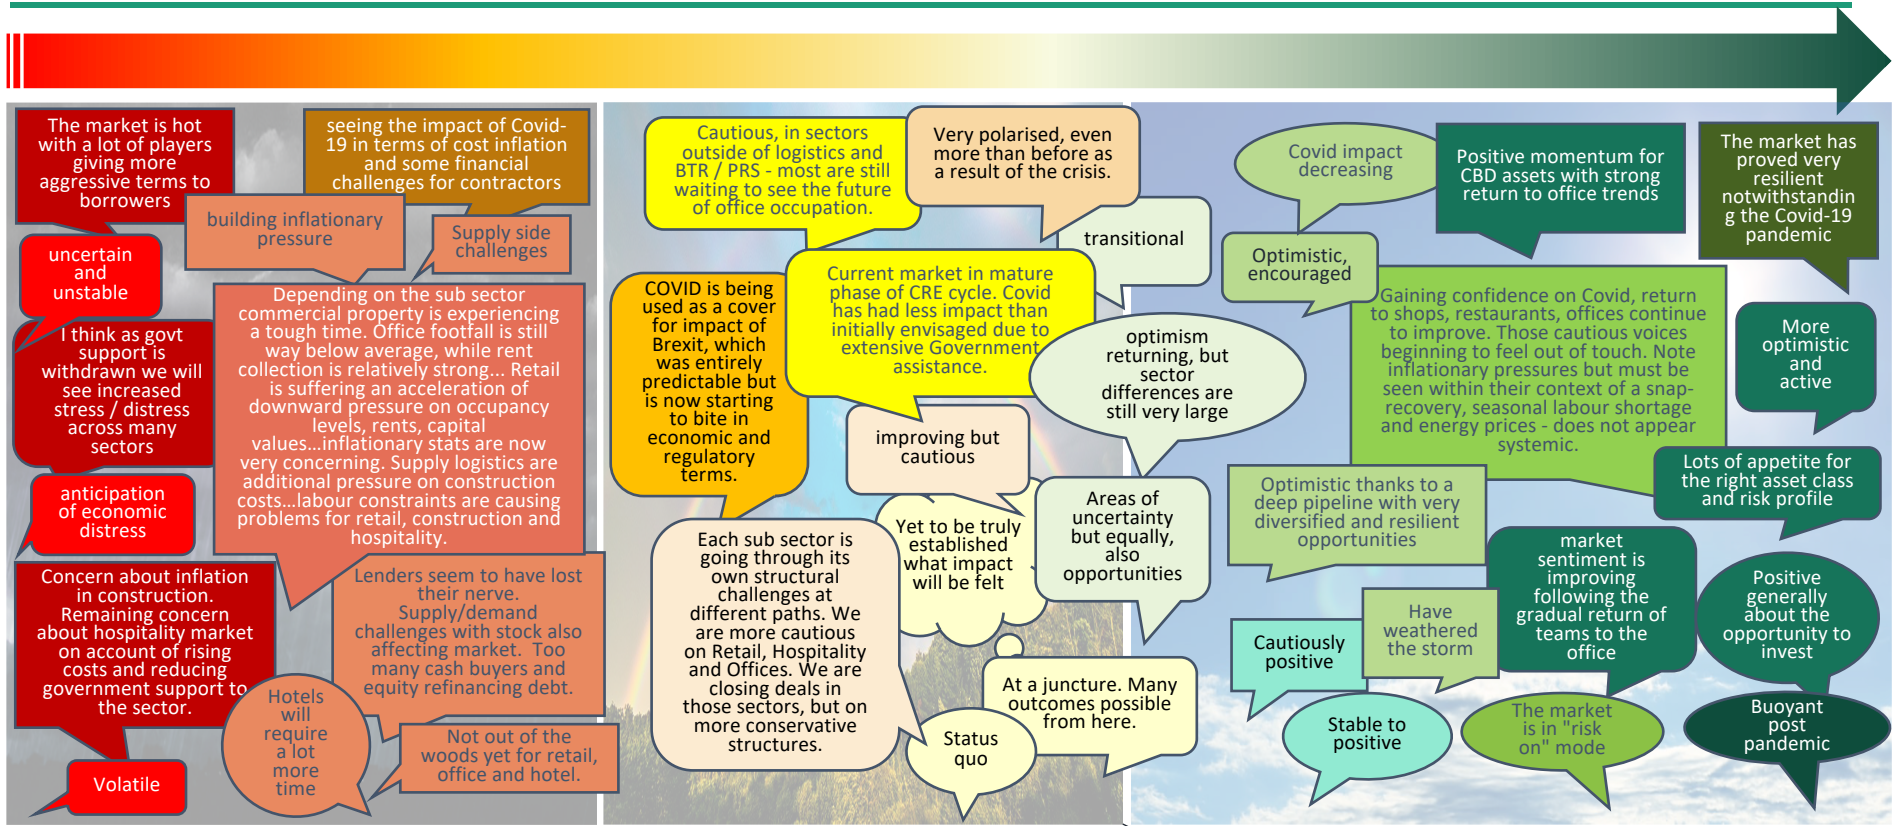 The market is hot
with a lot of players
giving more
aggressive terms to
borrowers
seeing the impact of Covid-
19 in terms of cost inflation
and some financial
challenges for contractors
building inflationary
pressure
Supply side
challenges
uncertain
and
unstable
Depending on the sub sector
commercial property is experiencing
a tough time. Office footfall is still
way below average, while rent
collection is relatively strong... Retail
is suffering an acceleration of
downward pressure on occupancy
levels, rents, capital
values...inflationary stats are now
very concerning. Supply logistics are
additional pressure on construction
costs...labour constraints are causing
problems for retail, construction and
hospitality.
I think as govt
support is
withdrawn we will
see increased
stress / distress
across many
sectors
anticipation
of economic
distress
Concern about inflation
in construction.
Remaining concern
about hospitality market
on account of rising
costs and reducing
government support to
the sector.
Lenders seem to have lost
their nerve.
Supply/demand
challenges with stock also
affecting market.  Too
many cash buyers and
equity refinancing debt.
Hotels
will
require
a lot
more
time
Not out of the
woods yet for retail,
office and hotel.
Volatile
Cautious, in sectors
outside of logistics and
BTR / PRS - most are still
waiting to see the future
of office occupation.
Very polarised, even
more than before as
a result of the crisis.
transitional
COVID is being
used as a cover
for impact of
Brexit, which
was entirely
predictable but
is now starting
to bite in
economic and
regulatory
terms.
Current market in mature
phase of CRE cycle. Covid
has had less impact than
initially envisaged due to
extensive Government
assistance.
optimism
returning, but
sector
differences are
still very large
improving but
cautious
Areas of
uncertainty
but equally,
also
opportunities
Yet to be truly
established
what impact
will be felt
Each sub sector is
going through its
own structural
challenges at
different paths. We
are more cautious
on Retail, Hospitality
and Offices. We are
closing deals in
those sectors, but on
more conservative
structures.
At a juncture. Many
outcomes possible
from here.
Status
quo
Covid impact
decreasing
Positive momentum for
CBD assets with strong
return to office trends
The market has
proved very
resilient
notwithstandin
g the Covid-19
pandemic
Optimistic,
encouraged
Gaining confidence on Covid, return
to shops, restaurants, offices continue
to improve. Those cautious voices
beginning to feel out of touch. Note
inflationary pressures but must be
seen within their context of a snap-
recovery, seasonal labour shortage
and energy prices - does not appear
systemic.
More
optimistic
and
active
Lots of appetite for
the right asset class
and risk profile
Optimistic thanks to a
deep pipeline with very
diversified and resilient
opportunities
market
sentiment is
improving
following the
gradual return of
teams to the
office
Positive
generally
about the
opportunity to
invest
Have
weathered
the storm
Cautiously
positive
Stable to
positive
The market
is in "risk
on" mode
Buoyant
post
pandemic